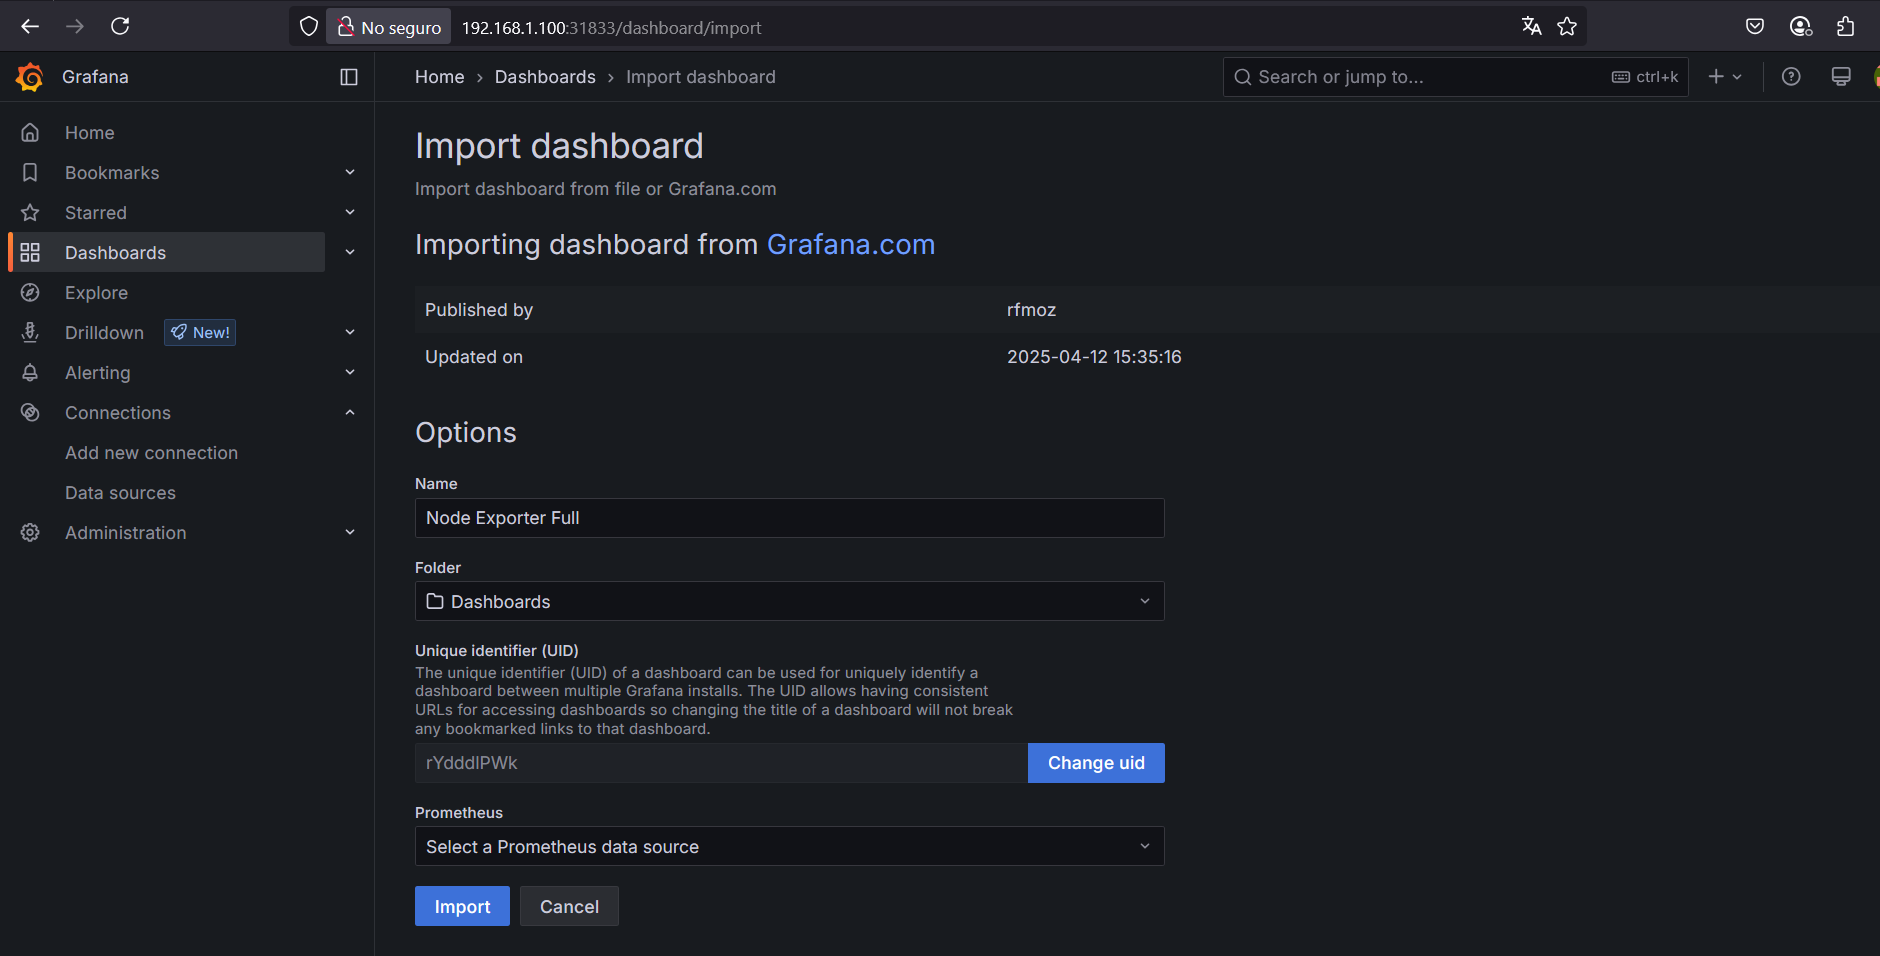 No seguro
192.168.1.100:31833/dashboard/import
Grafana
Home › Dashboards › Import dashboard
Search or jump to...
ctrl+k
Home
Bookmarks
Starred
Dashboards
Explore
Drilldown
New!
Alerting
Connections
Add new connection
Data sources
Administration
Import dashboard
Import dashboard from file or Grafana.com
Importing dashboard from Grafana.com
Published by rfmoz
Updated on 2025-04-12 15:35:16
Options
Name
Node Exporter Full
Folder
Dashboards
Unique identifier (UID)
The unique identifier (UID) of a dashboard can be used for uniquely identify a
dashboard between multiple Grafana installs. The UID allows having consistent
URLs for accessing dashboards so changing the title of a dashboard will not break
any bookmarked links to that dashboard.
rYdddlPWk
Change uid
Prometheus
Select a Prometheus data source
Import
Cancel